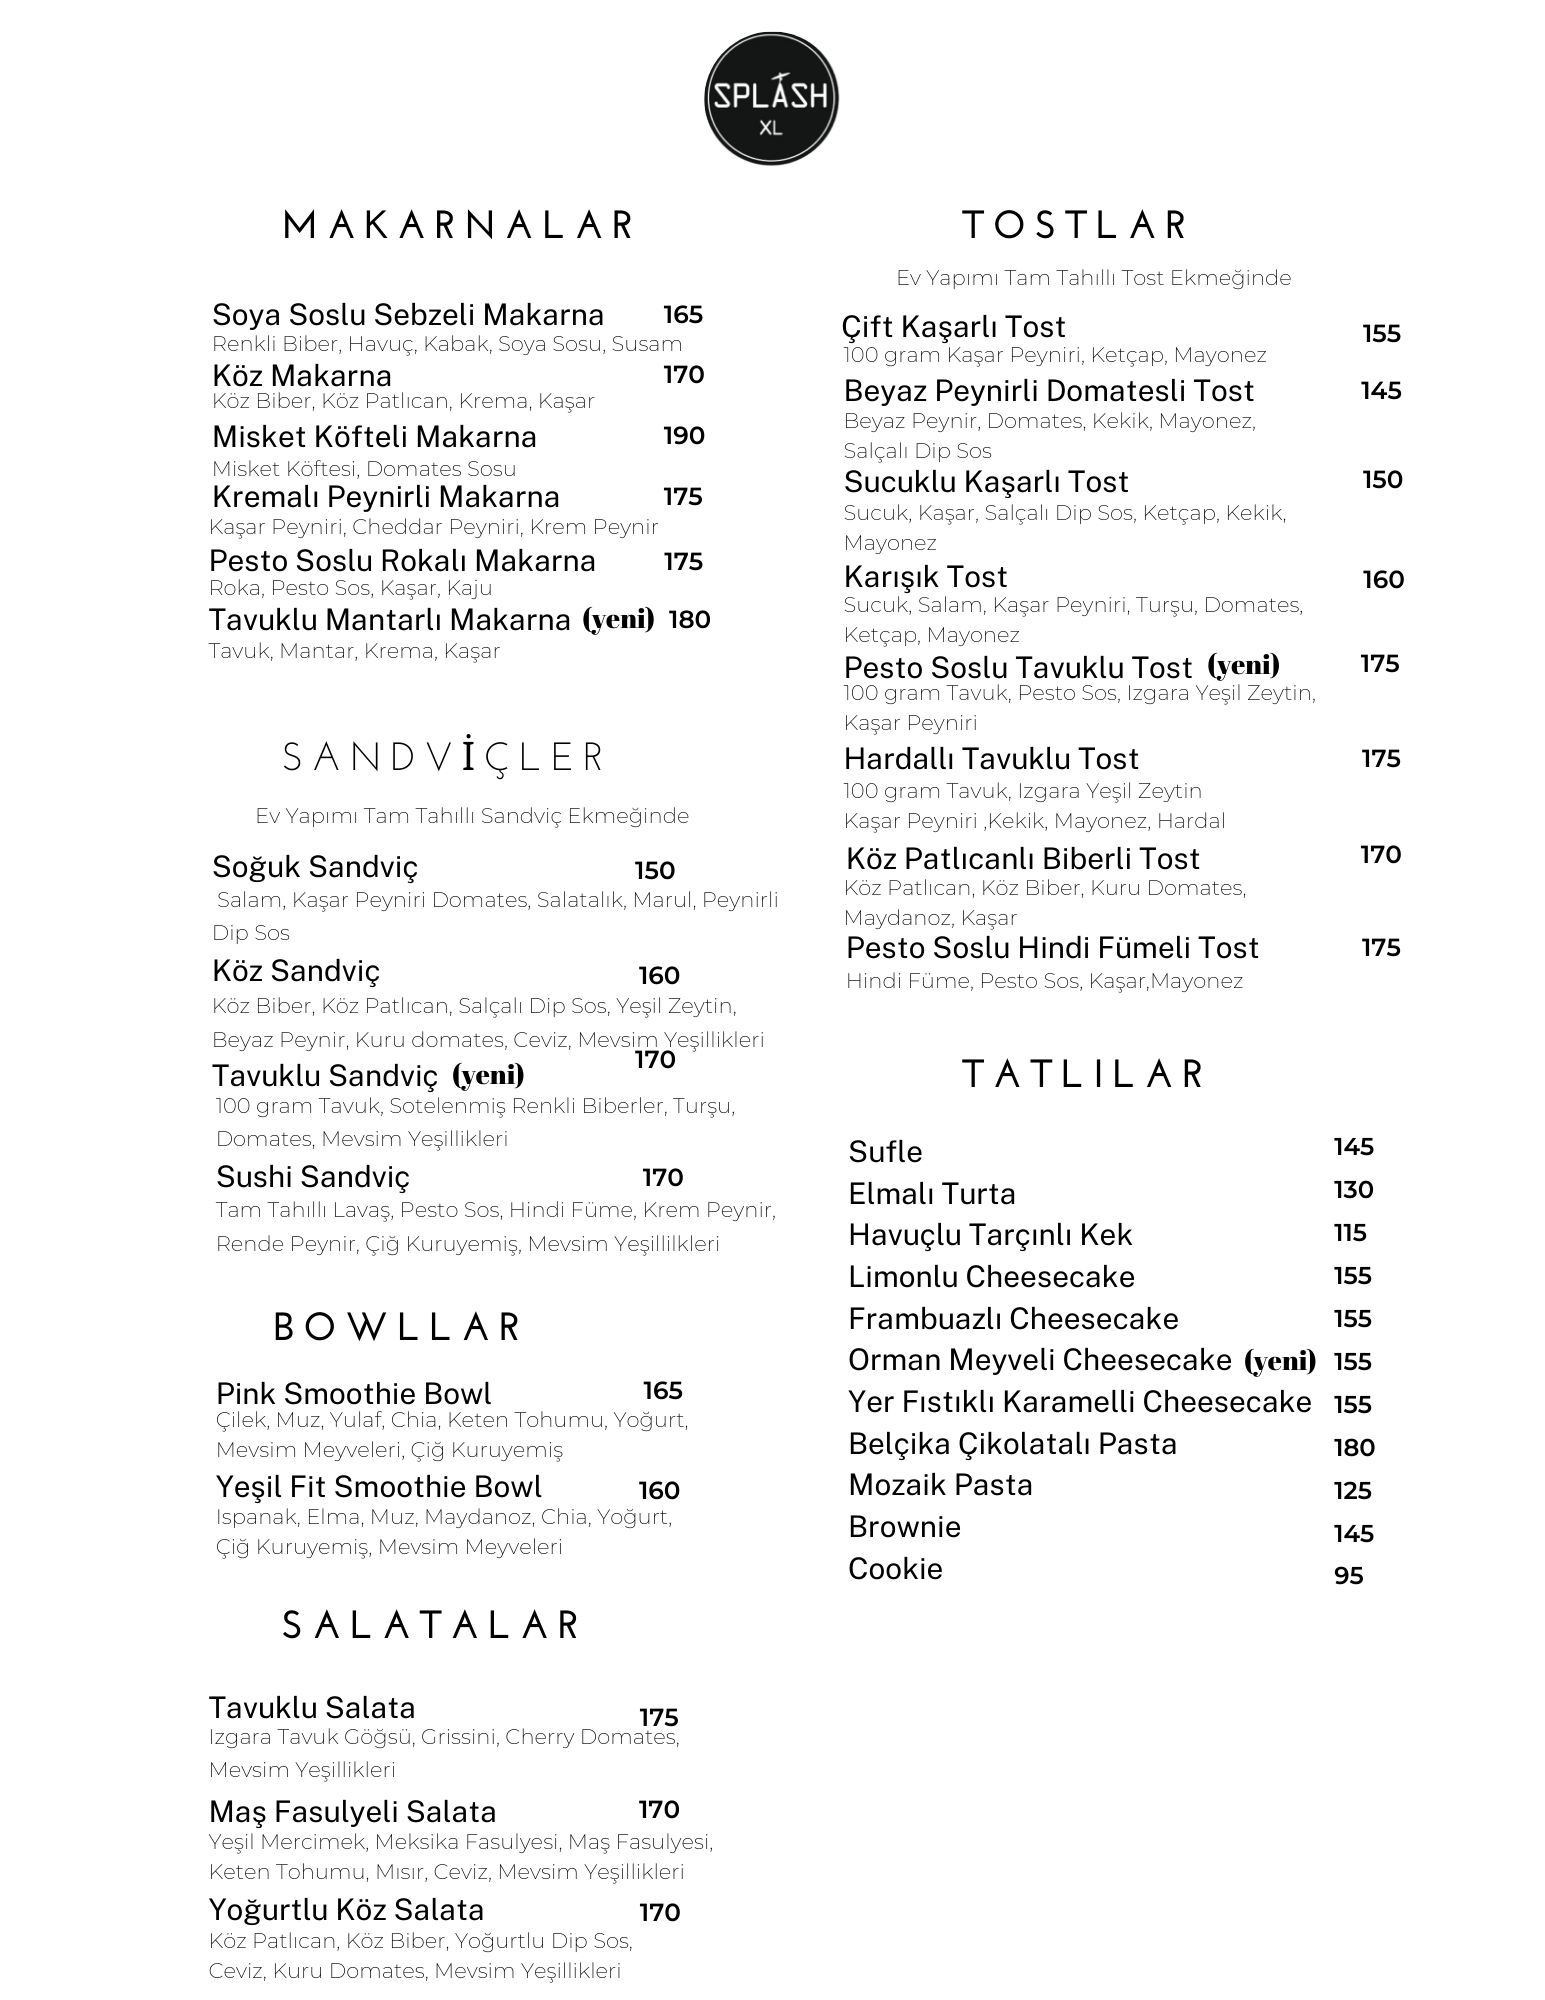 SPLASH
XL
MAKARNALAR
Soya Soslu Sebzeli Makarna 165
Renkli Biber, Havuç, Kabak, Soya Sosu, Susam
Köz Makarna 170
Köz Biber, Köz Patlıcan, Krema, Kaşar
Misket Köfteli Makarna 190
Misket Köftesi, Domates Sosu
Kremalı Peynirli Makarna 175
Kaşar Peyniri, Cheddar Peyniri, Krem Peynir
Pesto Soslu Rokalı Makarna 175
Roka, Pesto Sos, Kaşar, Kaju
Tavuklu Mantarlı Makarna (yeni) 180
Tavuk, Mantar, Krema, Kaşar
SANDVİÇLER
Ev Yapımı Tam Tahıllı Sandviç Ekmeğinde
Soğuk Sandviç 150
Salam, Kaşar Peyniri Domates, Salatalık, Marul, Peynirli
Dip Sos
Köz Sandviç 160
Köz Biber, Köz Patlıcan, Salçalı Dip Sos, Yeşil Zeytin,
Beyaz Peynir, Kuru domates, Ceviz, Mevsim Yeşillikleri
Tavuklu Sandviç (yeni) 170
100 gram Tavuk, Sotelenmiş Renkli Biberler, Turşu,
Domates, Mevsim Yeşillikleri
Sushi Sandviç 170
Tam Tahıllı Lavaş, Pesto Sos, Hindi Füme, Krem Peynir,
Rende Peynir, Çiğ Kuruyemiş, Mevsim Yeşillilkleri
BOWLLAR
Pink Smoothie Bowl 165
Çilek, Muz, Yulaf, Chia, Keten Tohumu, Yoğurt,
Mevsim Meyveleri, Çiğ Kuruyemiş
Yeşil Fit Smoothie Bowl 160
Ispanak, Elma, Muz, Maydanoz, Chia, Yoğurt,
Çiğ Kuruyemiş, Mevsim Meyveleri
SALATALAR
Tavuklu Salata 175
Izgara Tavuk Göğsü, Grissini, Cherry Domates,
Mevsim Yeşillikleri
Maş Fasulyeli Salata 170
Yeşil Mercimek, Meksika Fasulyesi, Maş Fasulyesi,
Keten Tohumu, Mısır, Ceviz, Mevsim Yeşillikleri
Yoğurtlu Köz Salata 170
Köz Patlıcan, Köz Biber, Yoğurtlu Dip Sos,
Ceviz, Kuru Domates, Mevsim Yeşillikleri
TOSTLAR
Ev Yapımı Tam Tahıllı Tost Ekmeğinde
Çift Kaşarlı Tost 155
100 gram Kaşar Peyniri, Ketçap, Mayonez
Beyaz Peynirli Domatesli Tost 145
Beyaz Peynir, Domates, Kekik, Mayonez,
Salçalı Dip Sos
Sucuklu Kaşarlı Tost 150
Sucuk, Kaşar, Salçalı Dip Sos, Ketçap, Kekik,
Mayonez
Karışık Tost 160
Sucuk, Salam, Kaşar Peyniri, Turşu, Domates,
Ketçap, Mayonez
Pesto Soslu Tavuklu Tost (yeni) 175
100 gram Tavuk, Pesto Sos, Izgara Yeşil Zeytin,
Kaşar Peyniri
Hardallı Tavuklu Tost 175
100 gram Tavuk, Izgara Yeşil Zeytin
Kaşar Peyniri ,Kekik, Mayonez, Hardal
Köz Patlıcanlı Biberli Tost 170
Köz Patlıcan, Köz Biber, Kuru Domates,
Maydanoz, Kaşar
Pesto Soslu Hindi Fümeli Tost 175
Hindi Füme, Pesto Sos, Kaşar,Mayonez
TATLILAR
Sufle 145
Elmalı Turta 130
Havuçlu Tarçınlı Kek 115
Limonlu Cheesecake 155
Frambuazlı Cheesecake 155
Orman Meyveli Cheesecake (yeni) 155
Yer Fıstıklı Karamelli Cheesecake 155
Belçika Çikolatalı Pasta 180
Mozaik Pasta 125
Brownie 145
Cookie 95